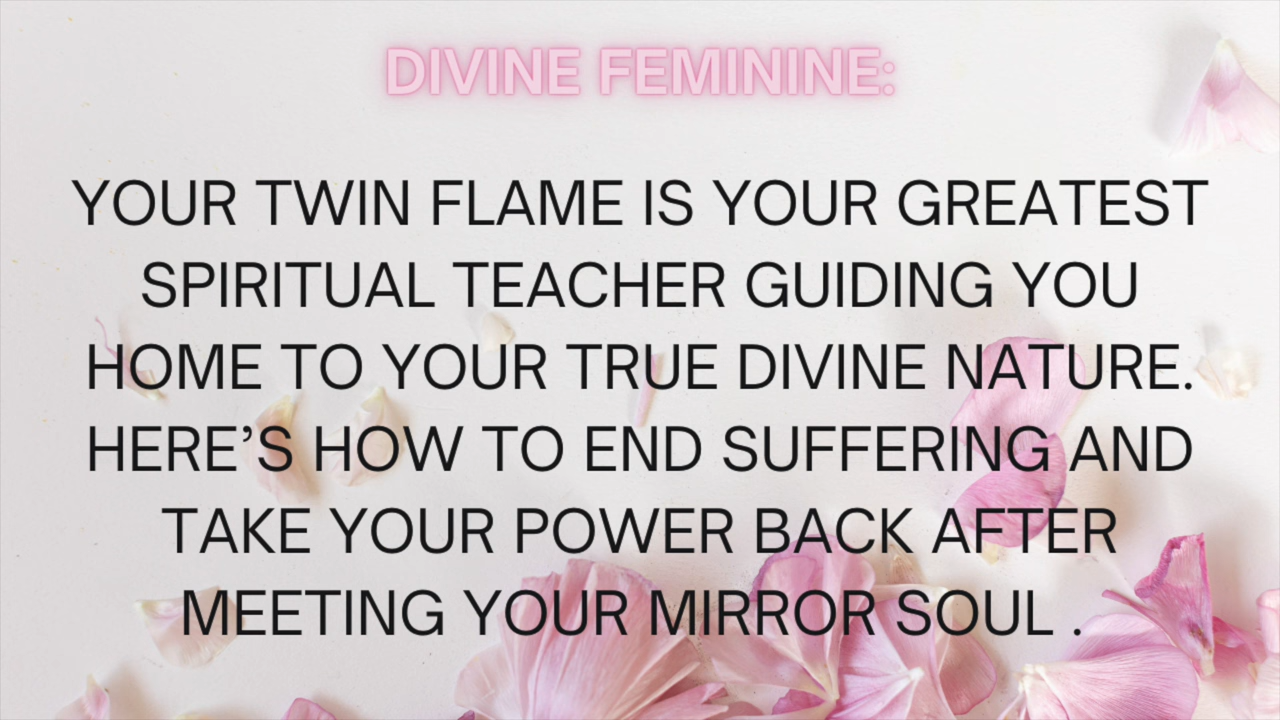 DIVINE FEMININE:
YOUR TWIN FLAME IS YOUR GREATEST
SPIRITUAL TEACHER GUIDING YOU
HOME TO YOUR TRUE DIVINE NATURE.
HERE’S HOW TO END SUFFERING AND
TAKE YOUR POWER BACK AFTER
MEETING YOUR MIRROR SOUL .